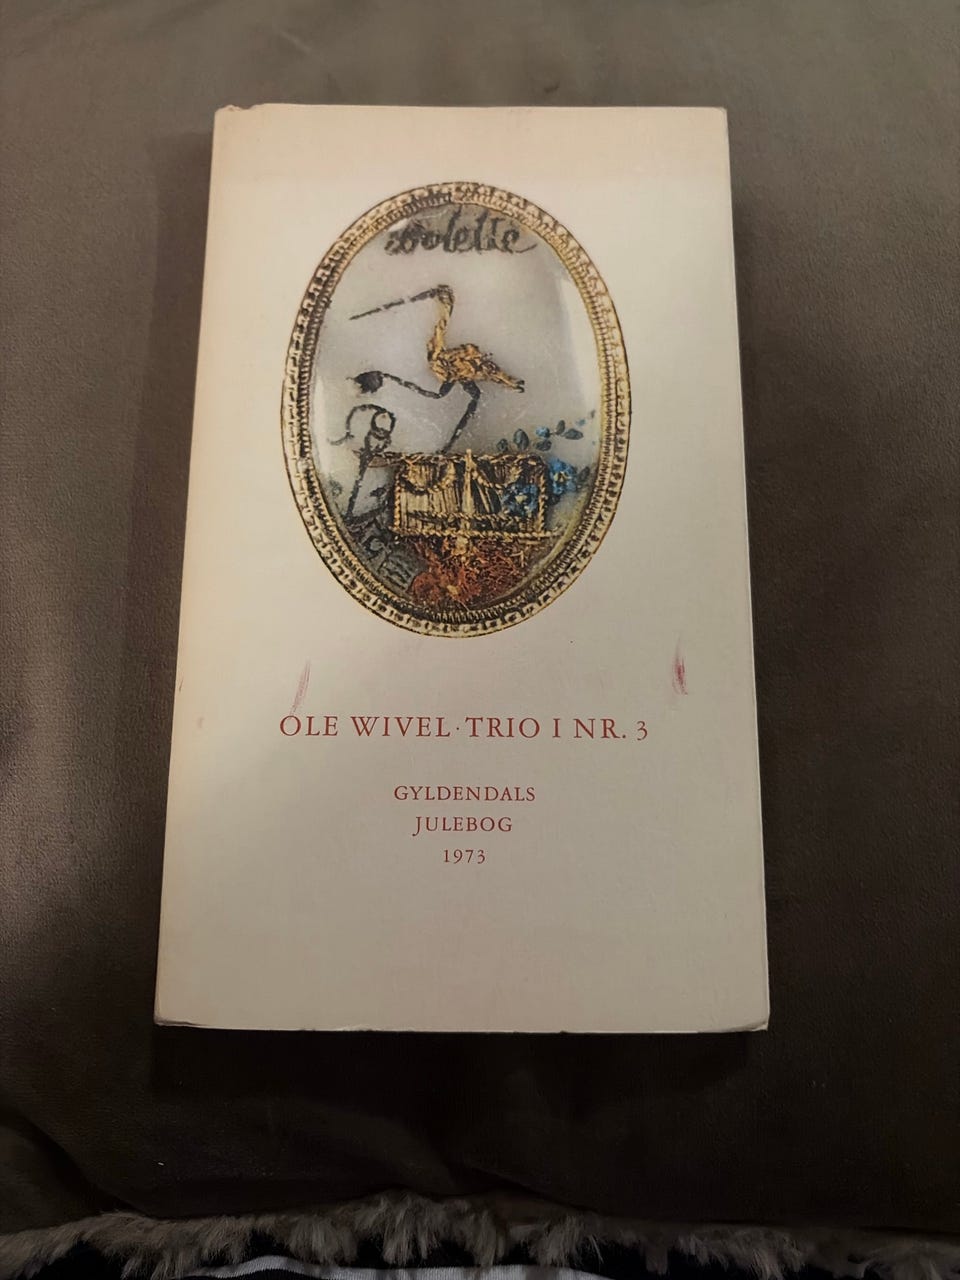 OLE WIVEL · TRIO I NR. 3
GYLDENDALS
JULEBOG
1973